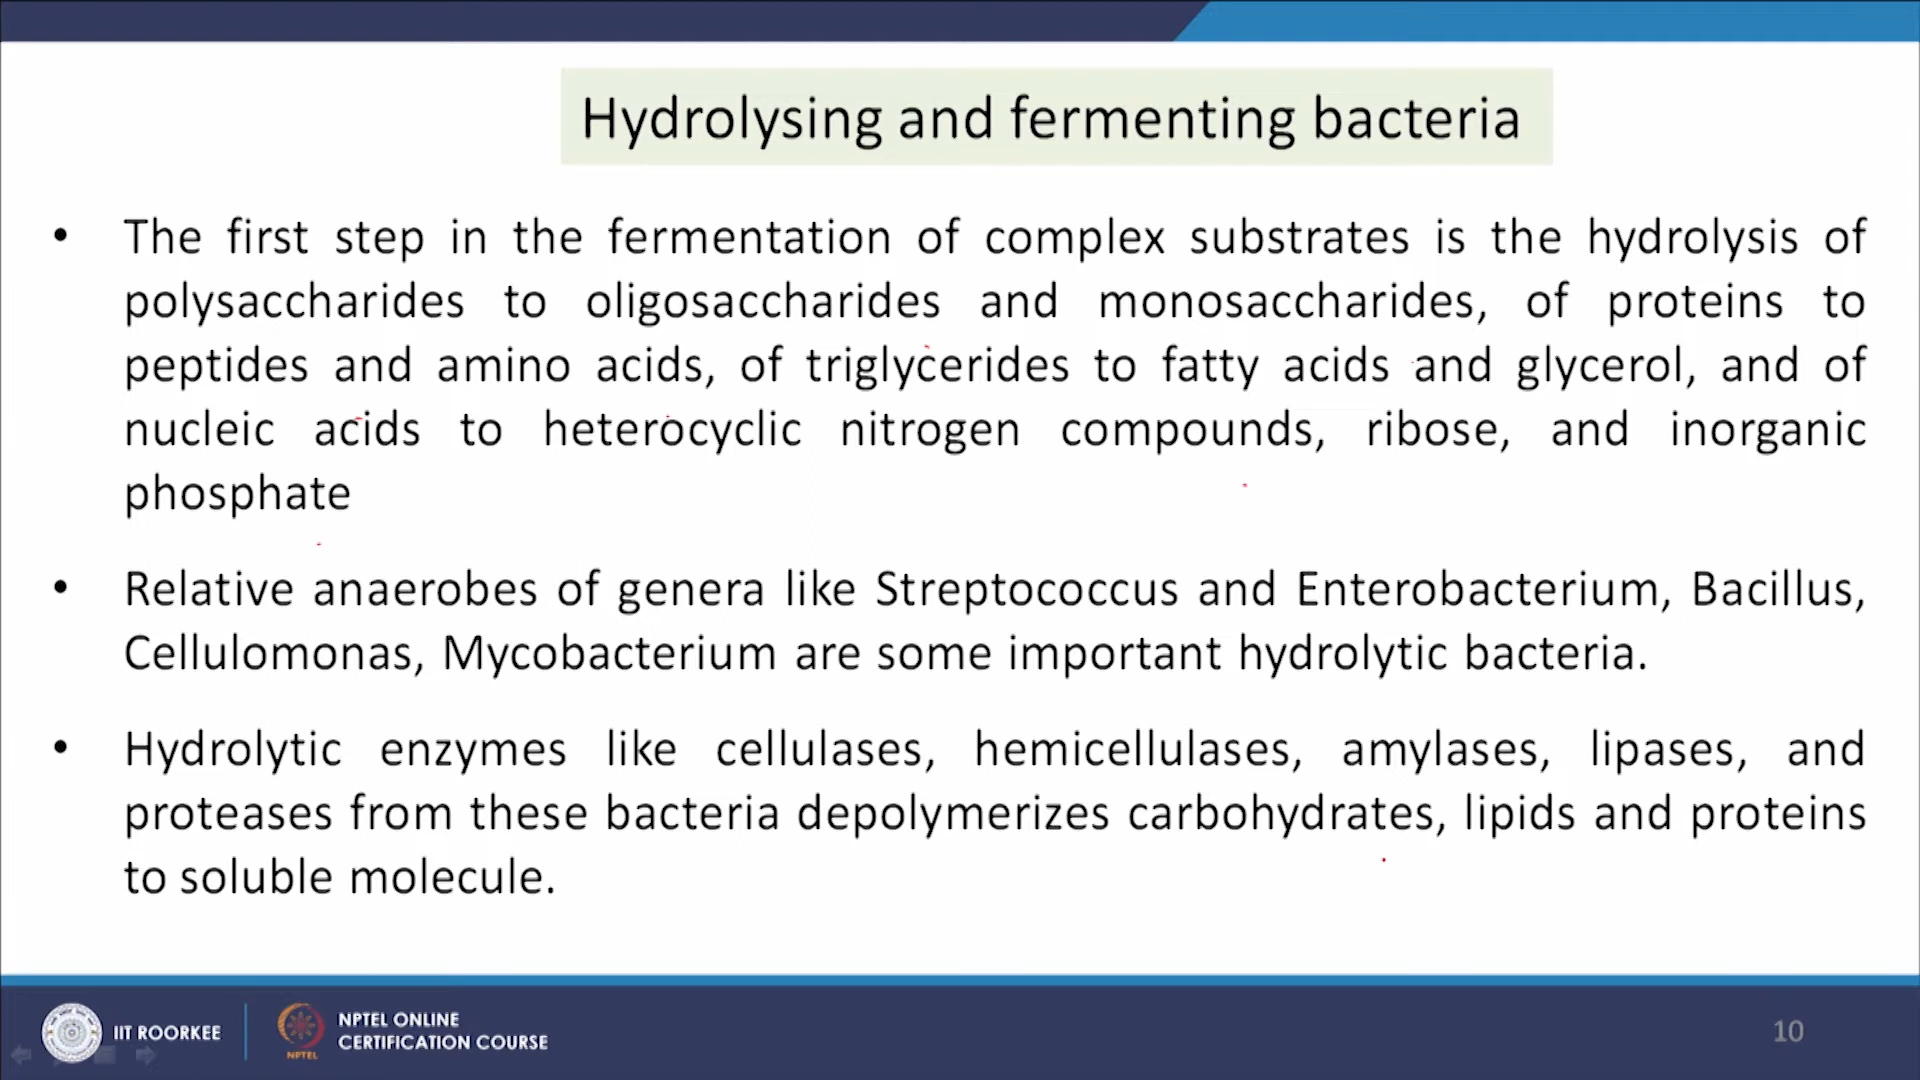 Hydrolysing and fermenting bacteria
• The first step in the fermentation of complex substrates is the hydrolysis of
polysaccharides to oligosaccharides and monosaccharides, of proteins to
peptides and amino acids, of triglycerides to fatty acids and glycerol, and of
nucleic acids to heterocyclic nitrogen compounds, ribose, and inorganic
phosphate
• Relative anaerobes of genera like Streptococcus and Enterobacterium, Bacillus,
Cellulomonas, Mycobacterium are some important hydrolytic bacteria.
• Hydrolytic enzymes like cellulases, hemicellulases, amylases, lipases, and
proteases from these bacteria depolymerizes carbohydrates, lipids and proteins
to soluble molecule.
IIT ROORKEE
NPTEL
NPTEL ONLINE
CERTIFICATION COURSE
10